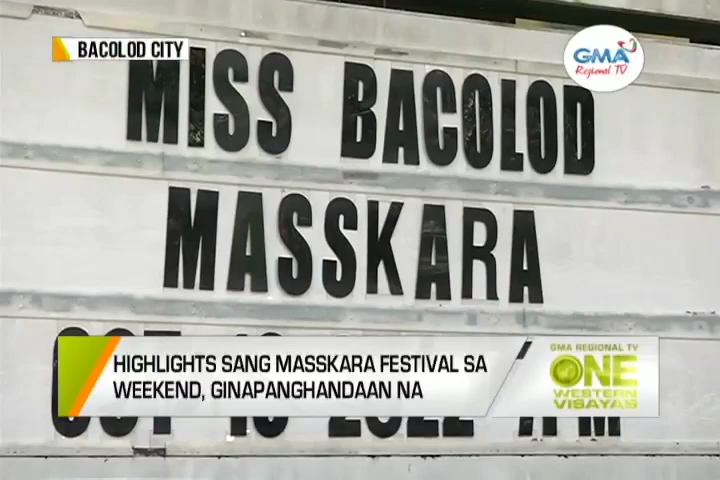 BACOLOD CITY
GMA
Regional TV
MISS BACOLOD
MASSKARA
HIGHLIGHTS SANG MASSKARA FESTIVAL SA
WEEKEND, GINAPANGHANDAAN NA
GMA REGIONAL TV
ONE
WESTERN
VISAYAS